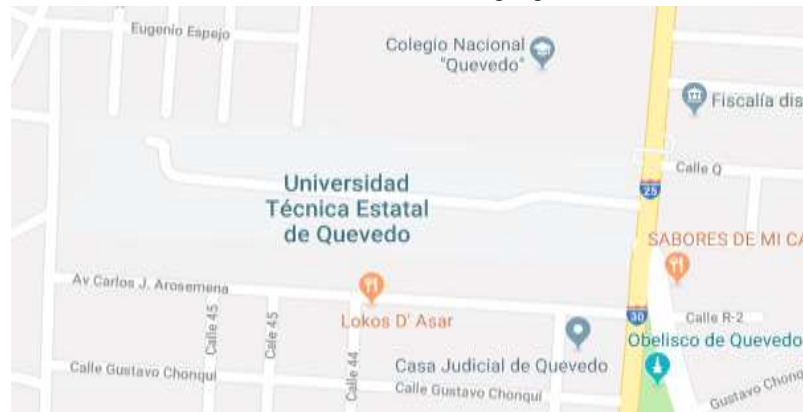 Eugenio Espejo
Colegio Nacional
"Quevedo"
Fiscalía dis
Calle Q
Universidad
Técnica Estatal
de Quevedo
25
SABORES DE MI CA
Av Carlos J. Arosemena
Lokos D' Asar
30
Calle R-2
Calle 45
Calle 45
Calle 44
Obelisco de Quevedo
Casa Judicial de Quevedo
Calle Gustavo Chonqui
Calle Gustavo Chonqui
Gustavo Chonq